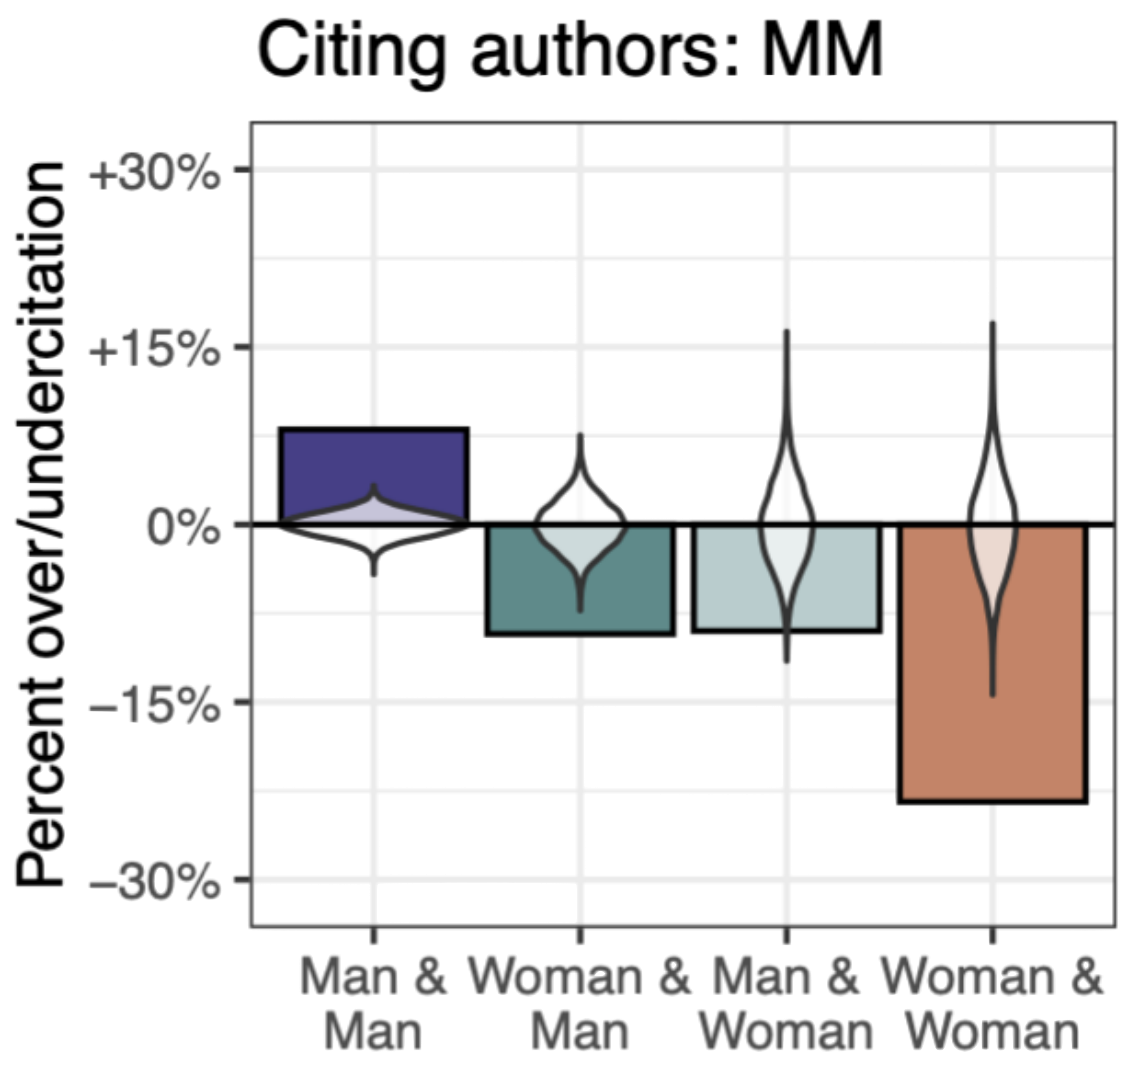 Citing authors: MM
Percent over/undercitation
+30%
+15%
0%
−15%
−30%
Man & Woman & Man & Woman &
Man Man Woman Woman